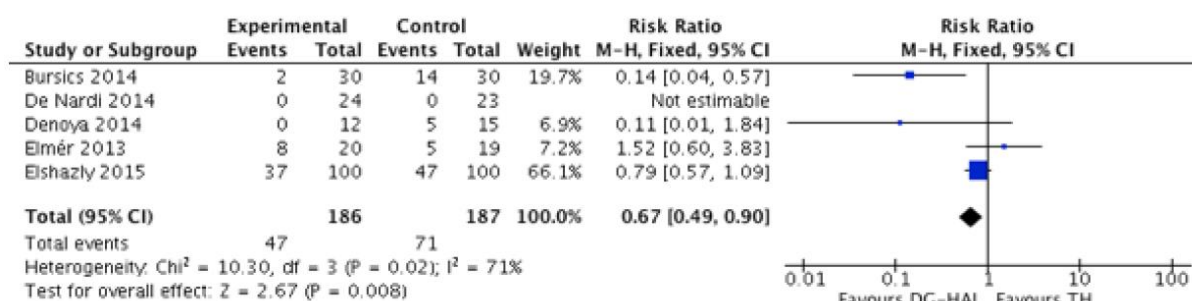 Experimental Control Risk Ratio Risk Ratio
Study or Subgroup Events Total Events Total Weight M-H, Fixed, 95% CI M-H, Fixed, 95% CI
Bursics 2014 2 30 14 30 19.7% 0.14 [0.04, 0.57]
De Nardi 2014 0 24 0 23 Not estimable
Denoya 2014 0 12 5 15 6.9% 0.11 [0.01, 1.84]
Elmér 2013 8 20 5 19 7.2% 1.52 [0.60, 3.83]
Elshazly 2015 37 100 47 100 66.1% 0.79 [0.57, 1.09]
Total (95% CI) 186 187 100.0% 0.67 [0.49, 0.90]
Total events 47 71
Heterogeneity: Chi² = 10.30, df = 3 (P = 0.02); I² = 71%
Test for overall effect: Z = 2.67 (P = 0.008)
0.01 0.1 1 10 100
Favours DG-HAL Favours TH